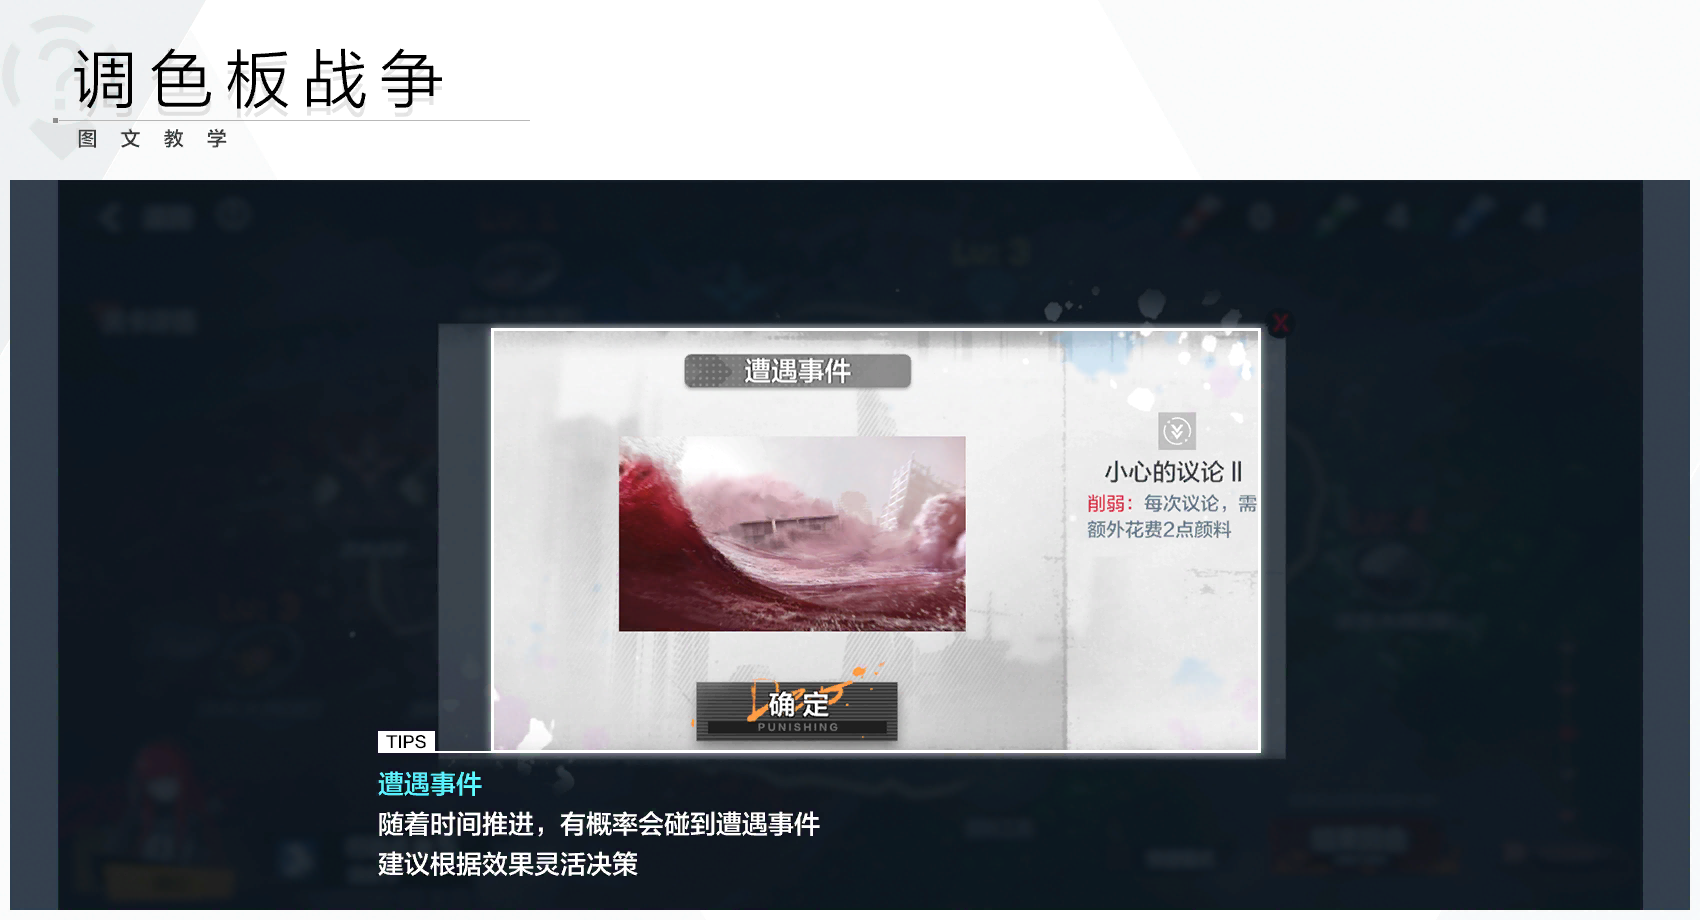 调色板战争
图文教学
遭遇事件
小心的议论 II
削弱：每次议论，需
额外花费2点颜料
确定
PUNISHING
TIPS
遭遇事件
随着时间推进，有概率会碰到遭遇事件
建议根据效果灵活决策